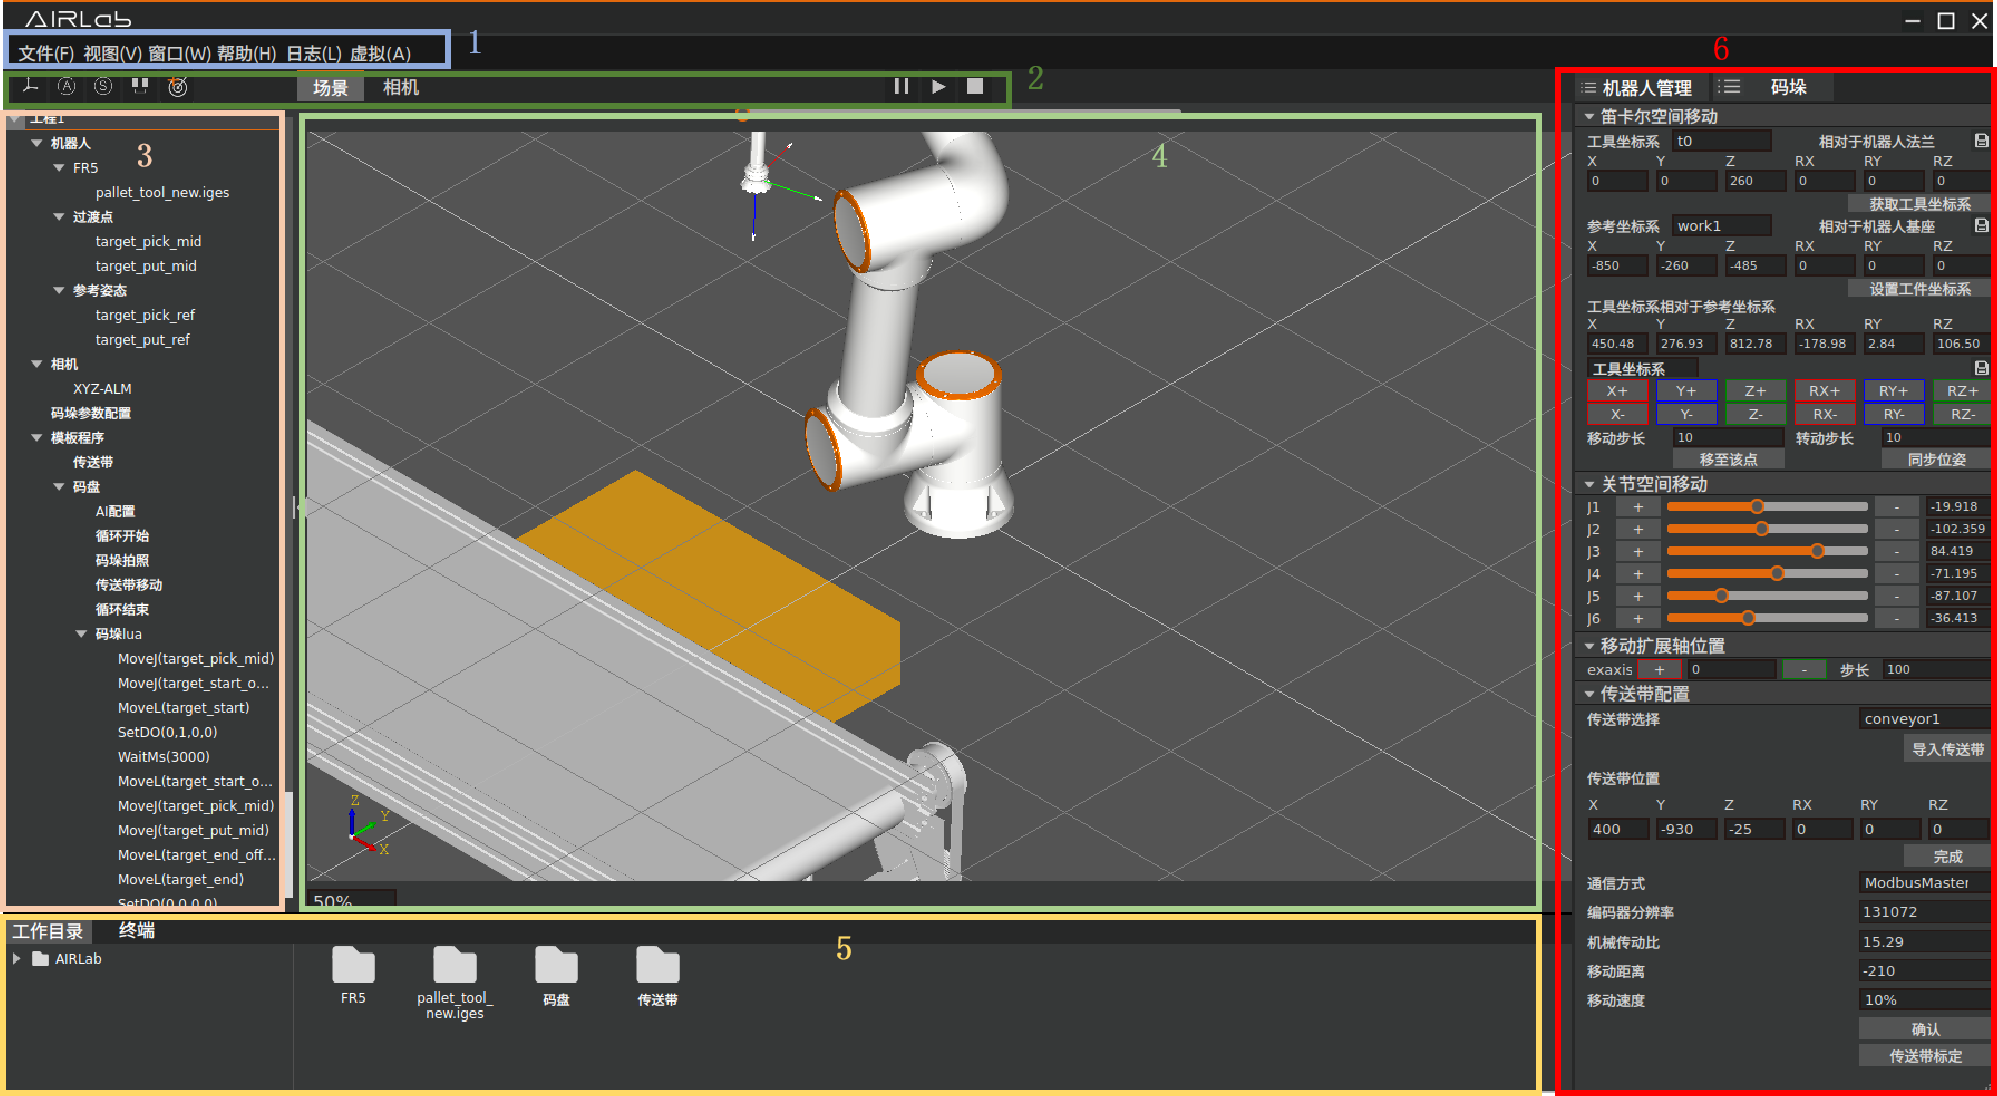 AIRLab
文件(F) 视图(V) 窗口(W) 帮助(H) 日志(L) 虚拟(A)
1
A S 场景 相机
2
工程1
机器人
3
FR5
pallet_tool_new.iges
过渡点
target_pick_mid
target_put_mid
参考姿态
target_pick_ref
target_put_ref
相机
XYZ-ALM
码垛参数配置
模板程序
传送带
码盘
AI配置
循环开始
码垛拍照
传送带移动
循环结束
码垛lua
MoveJ(target_pick_mid)
MoveJ(target_start_o...
MoveL(target_start)
SetDO(0,1,0,0)
WaitMs(3000)
MoveL(target_start_o...
MoveJ(target_pick_mid)
MoveJ(target_put_mid)
MoveL(target_end_off...
MoveL(target_end)
SetDO(0,0,0,0)
4
Z
Y
X
50%
工作目录 终端
5
AIRLab
FR5
pallet_tool_
new.iges
码盘
传送带
6
机器人管理 码垛
笛卡尔空间移动
工具坐标系 t0 相对于机器人法兰
X Y Z RX RY RZ
0 0 260 0 0 0
获取工具坐标系
参考坐标系 work1 相对于机器人基座
X Y Z RX RY RZ
-850 -260 -485 0 0 0
设置工件坐标系
工具坐标系相对于参考坐标系
X Y Z RX RY RZ
450.48 276.93 812.78 -178.98 2.84 106.50
工具坐标系
X+ Y+ Z+ RX+ RY+ RZ+
X- Y- Z- RX- RY- RZ-
移动步长 10 转动步长 10
移至该点 同步位姿
关节空间移动
J1 + - -19.918
J2 + - -102.359
J3 + - 84.419
J4 + - -71.195
J5 + - -87.107
J6 + - -36.413
移动扩展轴位置
exaxis + 0 - 步长 100
传送带配置
传送带选择 conveyor1
导入传送带
传送带位置
X Y Z RX RY RZ
400 -930 -25 0 0 0
完成
通信方式 ModbusMaster
编码器分辨率 131072
机械传动比 15.29
移动距离 -210
移动速度 10%
确认
传送带标定